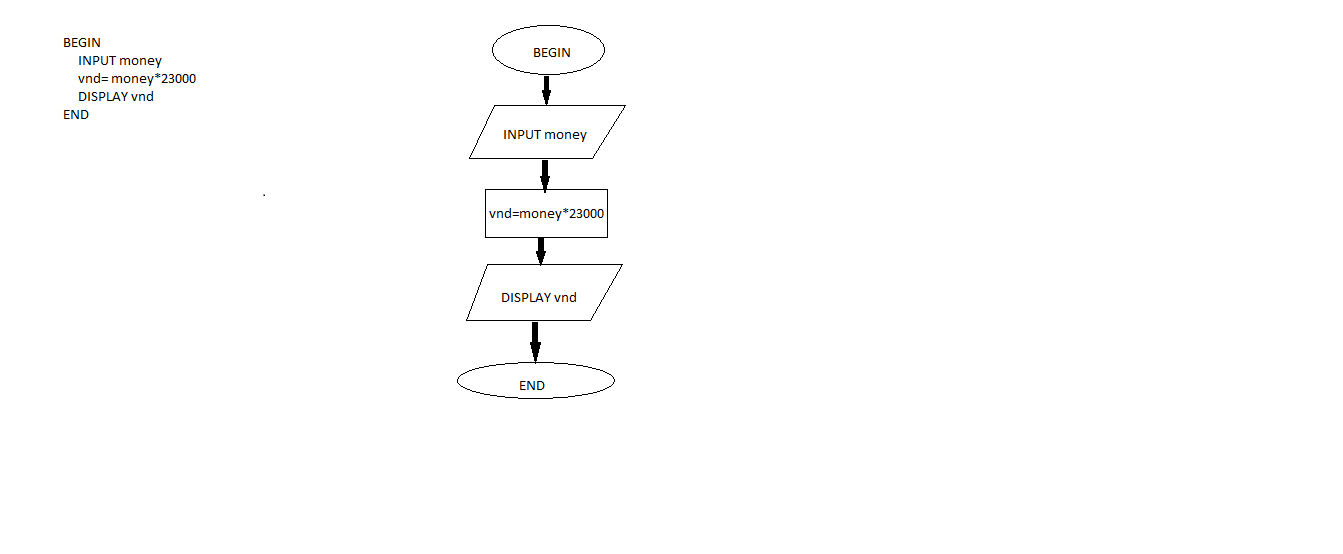 BEGIN
INPUT money
vnd= money*23000
DISPLAY vnd
END
BEGIN
INPUT money
vnd=money*23000
DISPLAY vnd
END